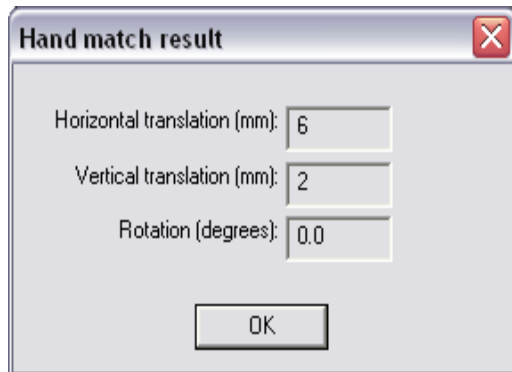 Hand match result
Horizontal translation (mm): 6
Vertical translation (mm): 2
Rotation (degrees): 0.0
OK